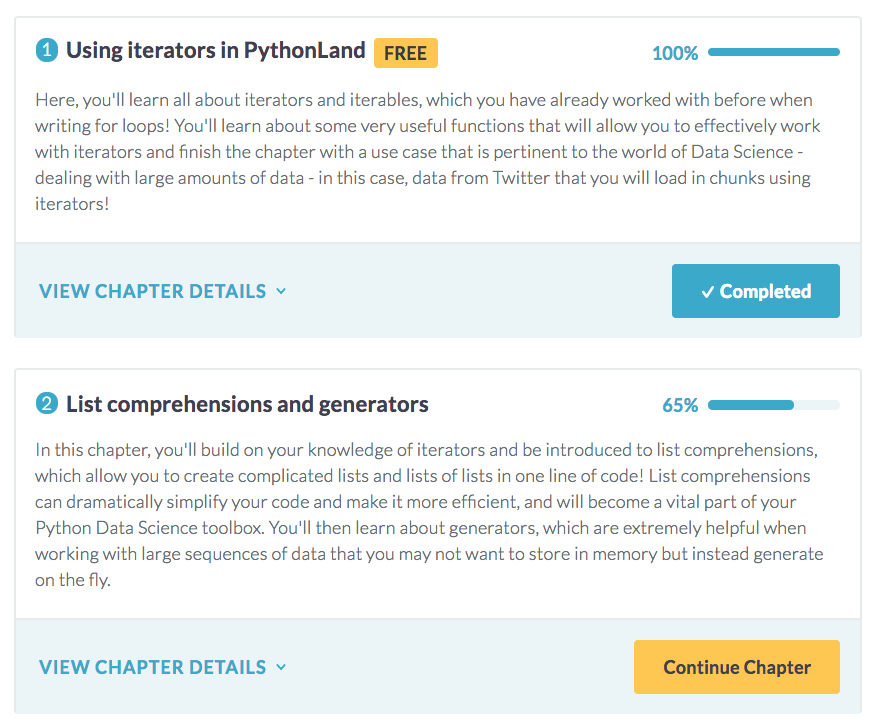 1 Using iterators in PythonLand FREE 100%
Here, you'll learn all about iterators and iterables, which you have already worked with before when
writing for loops! You'll learn about some very useful functions that will allow you to effectively work
with iterators and finish the chapter with a use case that is pertinent to the world of Data Science -
dealing with large amounts of data - in this case, data from Twitter that you will load in chunks using
iterators!
VIEW CHAPTER DETAILS ✓ Completed
2 List comprehensions and generators 65%
In this chapter, you'll build on your knowledge of iterators and be introduced to list comprehensions,
which allow you to create complicated lists and lists of lists in one line of code! List comprehensions
can dramatically simplify your code and make it more efficient, and will become a vital part of your
Python Data Science toolbox. You'll then learn about generators, which are extremely helpful when
working with large sequences of data that you may not want to store in memory but instead generate
on the fly.
VIEW CHAPTER DETAILS Continue Chapter